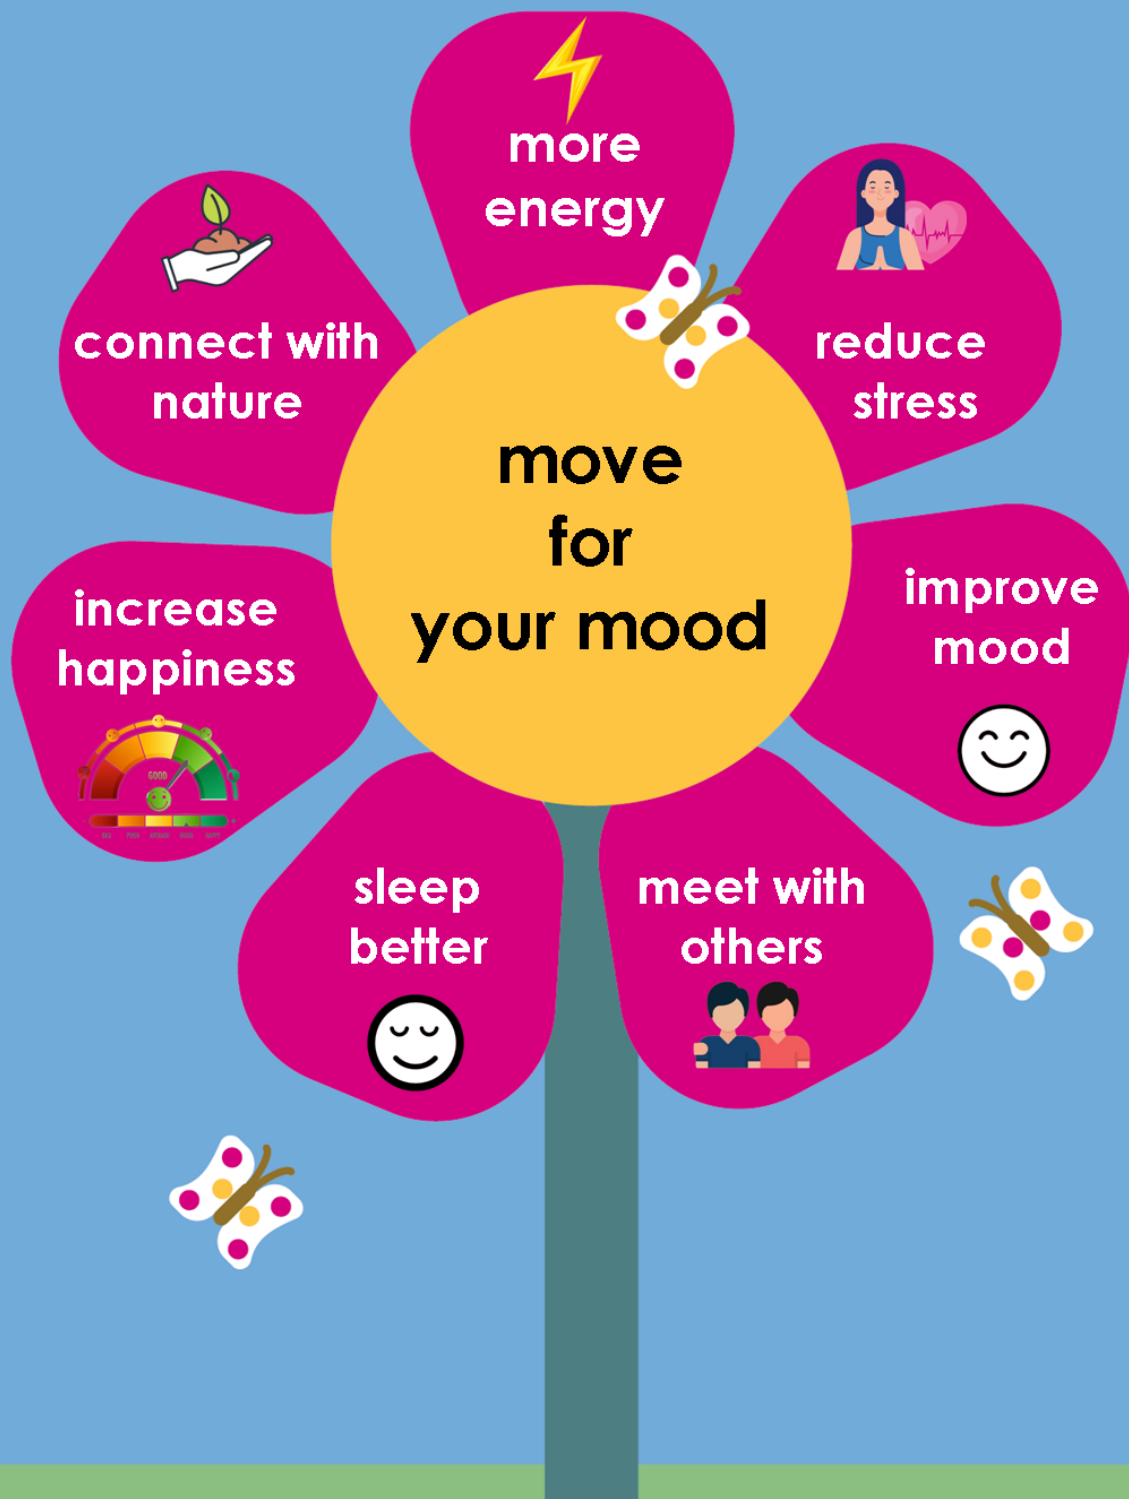 more
energy
connect with
nature
reduce
stress
move
for
your mood
increase
happiness
GOOD
improve
mood
sleep
better
meet with
others